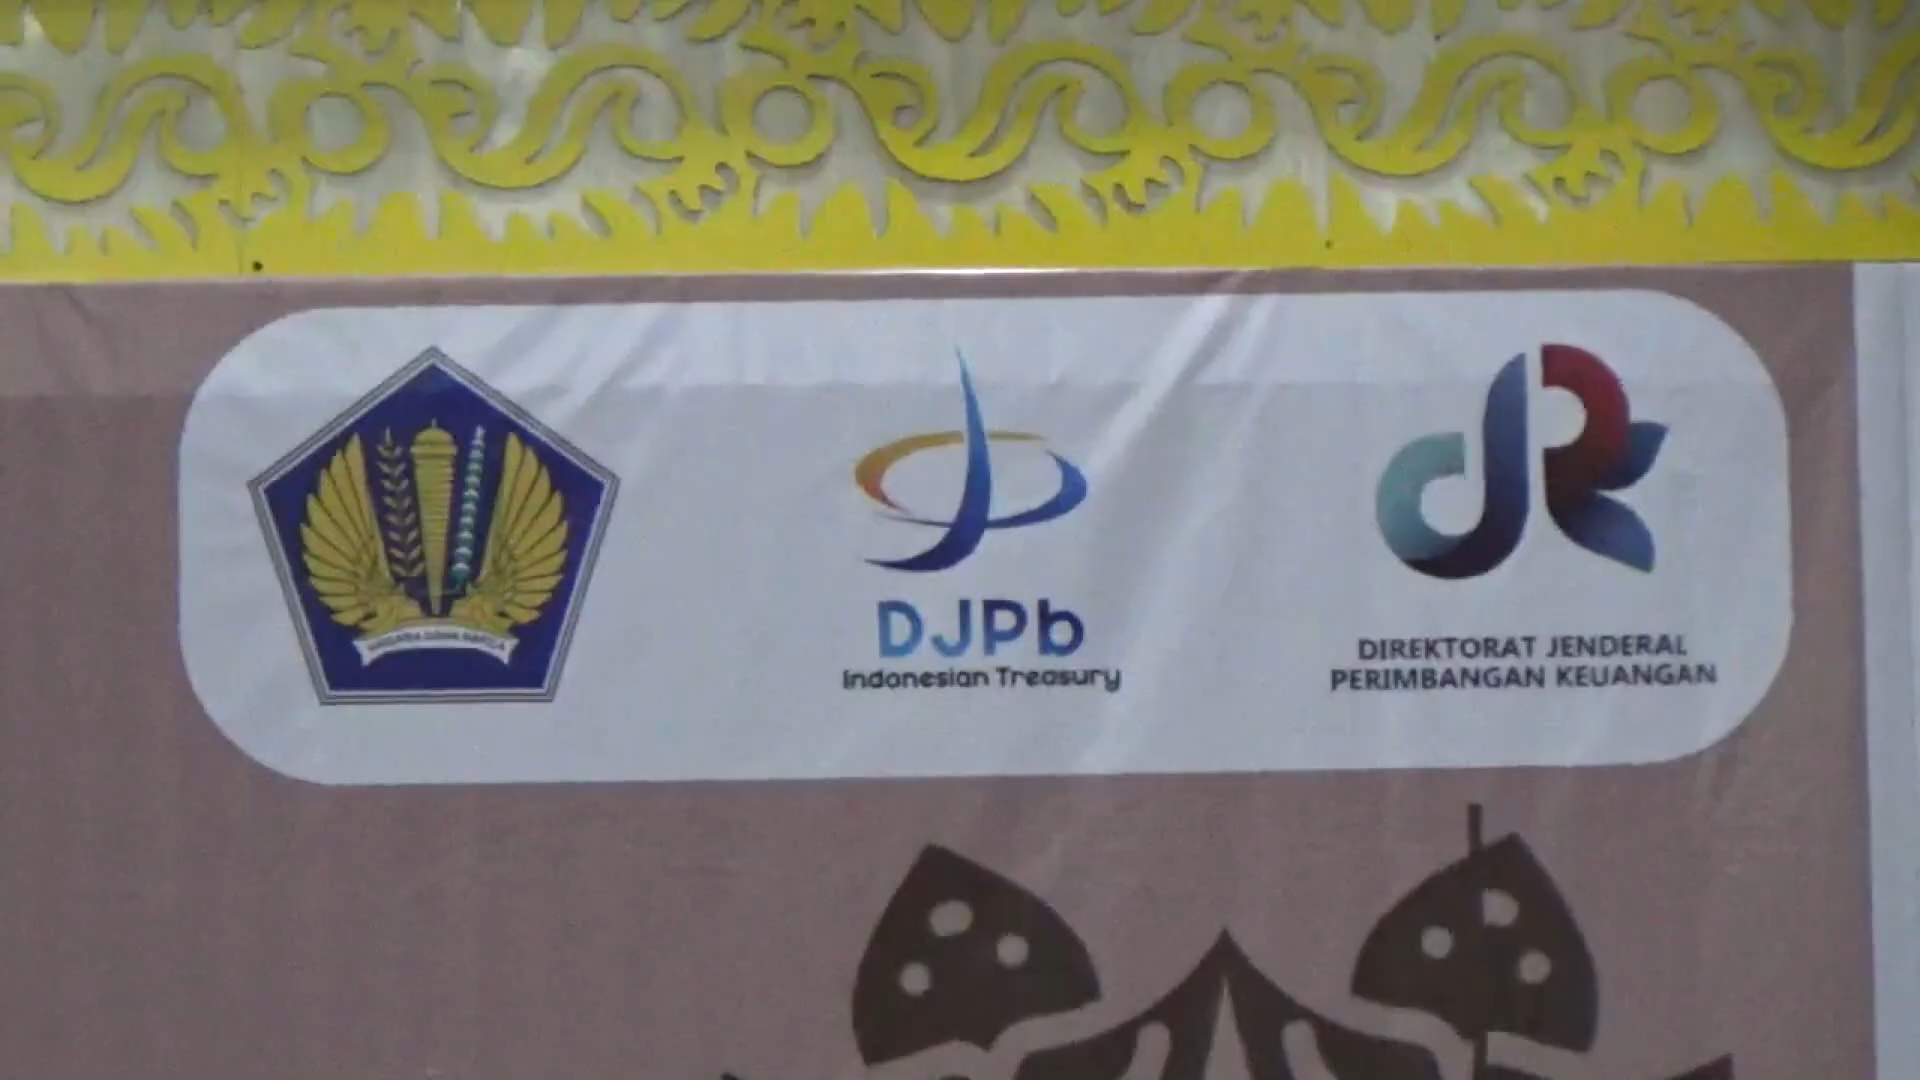 DJPb
Indonesian Treasury
DIREKTORAT JENDERAL
PERIMBANGAN KEUANGAN